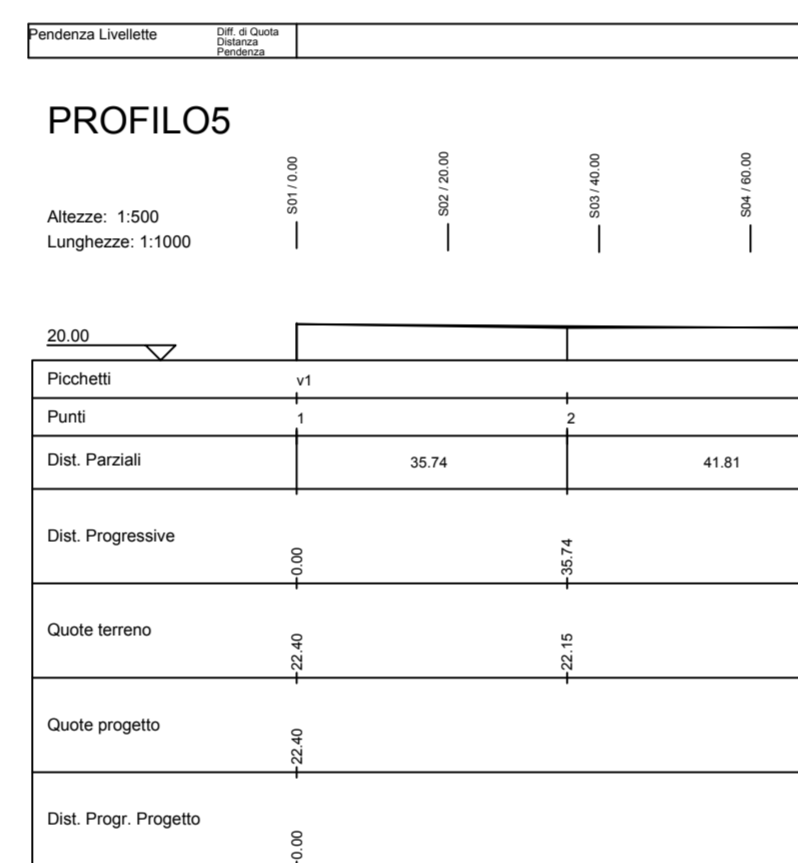 Pendenza Livellette
Diff. di Quota
Distanza
Pendenza
PROFILO5
S01 / 0.00
S02 / 20.00
S03 / 40.00
S04 / 60.00
Altezze: 1:500
Lunghezze: 1:1000
20.00
Picchetti v1
Punti 1 2
Dist. Parziali 35.74 41.81
Dist. Progressive 0.00 35.74
Quote terreno 22.40 22.15
Quote progetto 22.40
Dist. Progr. Progetto 0.00